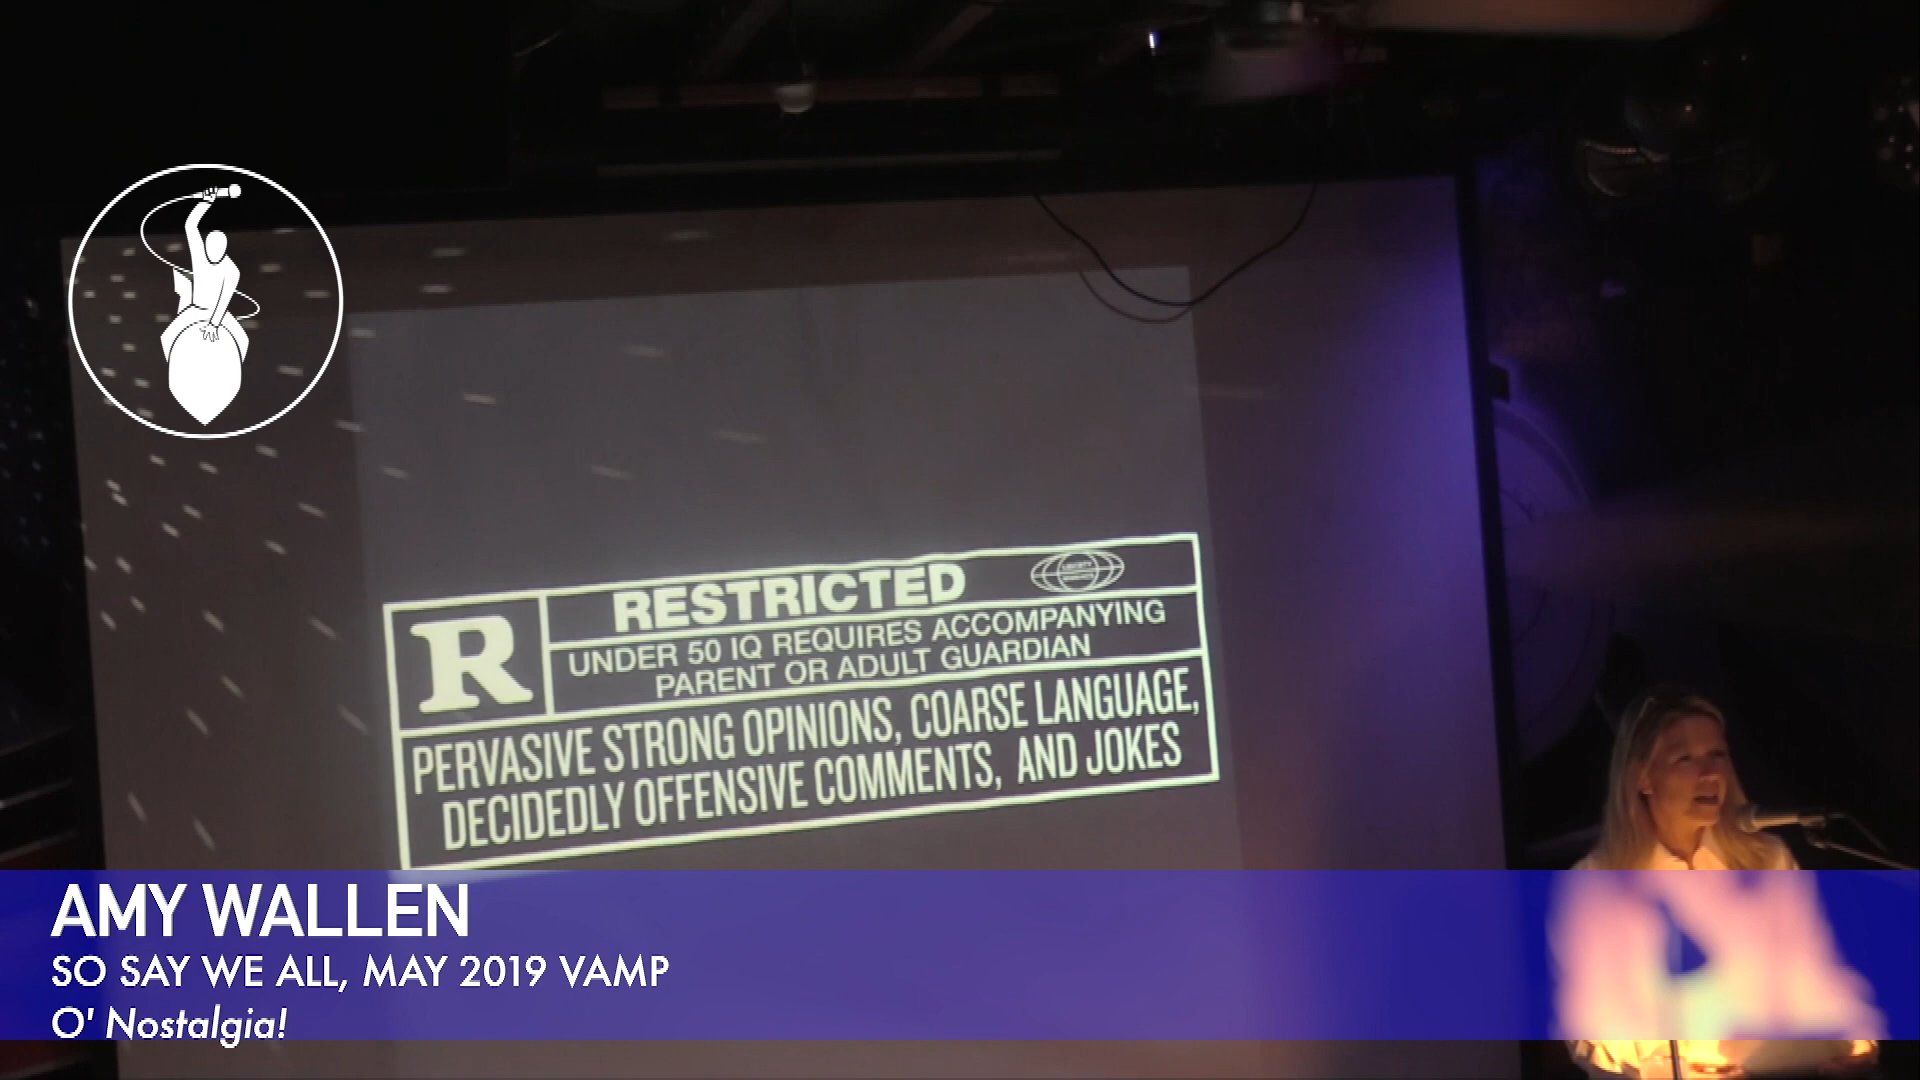 RESTRICTED
R
UNDER 50 IQ REQUIRES ACCOMPANYING
PARENT OR ADULT GUARDIAN
PERVASIVE STRONG OPINIONS, COARSE LANGUAGE,
DECIDEDLY OFFENSIVE COMMENTS, AND JOKES
AMY WALLEN
SO SAY WE ALL, MAY 2019 VAMP
O' Nostalgia!